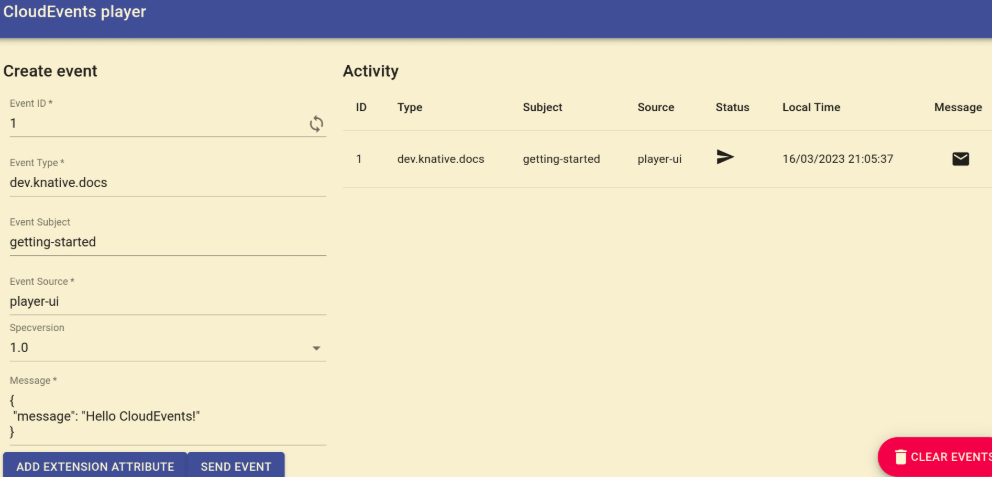 CloudEvents player
Create event
Event ID *
1
Event Type *
dev.knative.docs
Event Subject
getting-started
Event Source *
player-ui
Specversion
1.0
Message *
{
"message": "Hello CloudEvents!"
}
ADD EXTENSION ATTRIBUTE SEND EVENT
Activity
ID Type Subject Source Status Local Time Message
1 dev.knative.docs getting-started player-ui 16/03/2023 21:05:37
CLEAR EVENTS